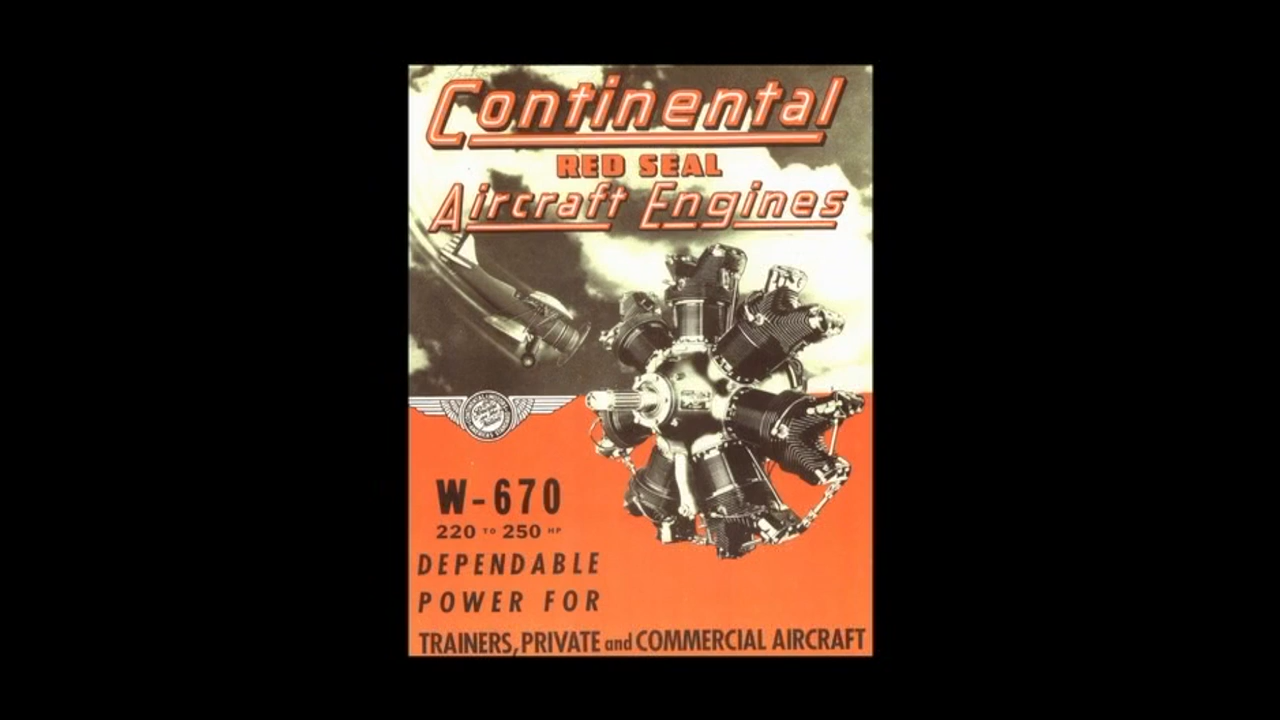 Continental
RED SEAL
Aircraft Engines
W-670
220 TO 250 HP
DEPENDABLE
POWER FOR
TRAINERS, PRIVATE and COMMERCIAL AIRCRAFT